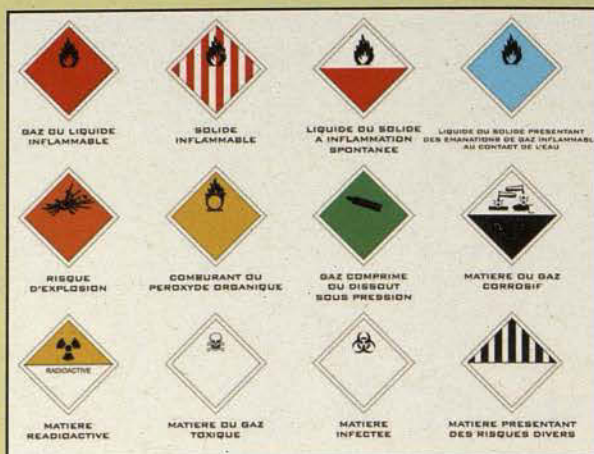 GAZ OU LIQUIDE
INFLAMMABLE
SOLIDE
INFLAMMABLE
LIQUIDE OU SOLIDE
A INFLAMMATION
SPONTANEE
LIQUIDE OU SOLIDE PRESENTANT
DES EMANATIONS DE GAZ INFLAMMABLE
AU CONTACT DE L'EAU
RISQUE
D'EXPLOSION
COMBURANT OU
PEROXYDE ORGANIQUE
GAZ COMPRIME
OU DISSOUT
SOUS PRESSION
MATIERE OU GAZ
CORROSIF
RADIOACTIVE
MATIERE
READIOACTIVE
MATIERE OU GAZ
TOXIQUE
MATIERE
INFECTEE
MATIERE PRESENTANT
DES RISQUES DIVERS